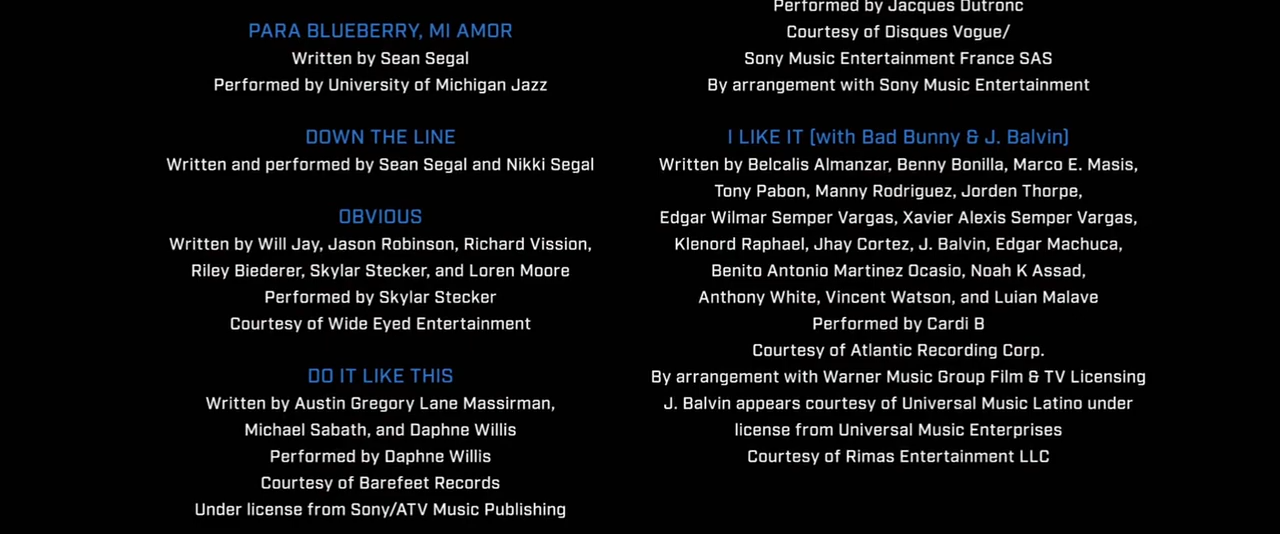 PARA BLUEBERRY, MI AMOR
Written by Sean Segal
Performed by University of Michigan Jazz
DOWN THE LINE
Written and performed by Sean Segal and Nikki Segal
OBVIOUS
Written by Will Jay, Jason Robinson, Richard Vission,
Riley Biederer, Skylar Stecker, and Loren Moore
Performed by Skylar Stecker
Courtesy of Wide Eyed Entertainment
DO IT LIKE THIS
Written by Austin Gregory Lane Massirman,
Michael Sabath, and Daphne Willis
Performed by Daphne Willis
Courtesy of Barefeet Records
Under license from Sony/ATV Music Publishing
Performed by Jacques Dutronc
Courtesy of Disques Vogue/
Sony Music Entertainment France SAS
By arrangement with Sony Music Entertainment
I LIKE IT (with Bad Bunny & J. Balvin)
Written by Belcalis Almanzar, Benny Bonilla, Marco E. Masis,
Tony Pabon, Manny Rodriguez, Jorden Thorpe,
Edgar Wilmar Semper Vargas, Xavier Alexis Semper Vargas,
Klenord Raphael, Jhay Cortez, J. Balvin, Edgar Machuca,
Benito Antonio Martinez Ocasio, Noah K Assad,
Anthony White, Vincent Watson, and Luian Malave
Performed by Cardi B
Courtesy of Atlantic Recording Corp.
By arrangement with Warner Music Group Film & TV Licensing
J. Balvin appears courtesy of Universal Music Latino under
license from Universal Music Enterprises
Courtesy of Rimas Entertainment LLC